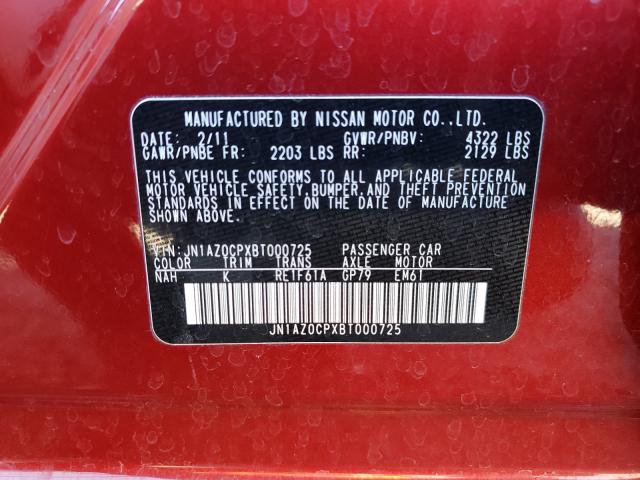 MANUFACTURED BY NISSAN MOTOR CO.,LTD.
DATE: 2/11 GVWR/PNBV: 4322 LBS
GAWR/PNBE FR: 2203 LBS RR: 2129 LBS
THIS VEHICLE CONFORMS TO ALL APPLICABLE FEDERAL
MOTOR VEHICLE SAFETY,BUMPER,AND THEFT PREVENTION
STANDARDS IN EFFECT ON THE DATE OF MANUFACTURE
SHOWN ABOVE.
VIN: JN1AZ0CPXBT000725 PASSENGER CAR
COLOR TRIM TRANS AXLE MOTOR
NAH K RE1F61A GP79 EM61
JN1AZ0CPXBT000725